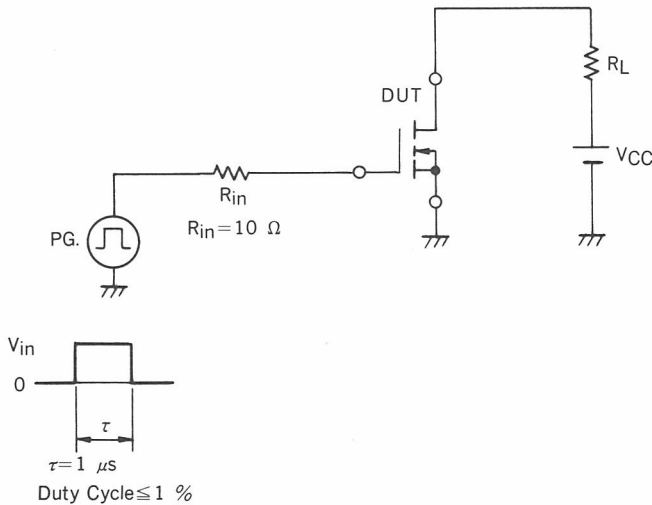 DUT
RL
VCC
Rin
Rin=10 Ω
PG.
Vin
0
τ
τ=1 μs
Duty Cycle≦1 %